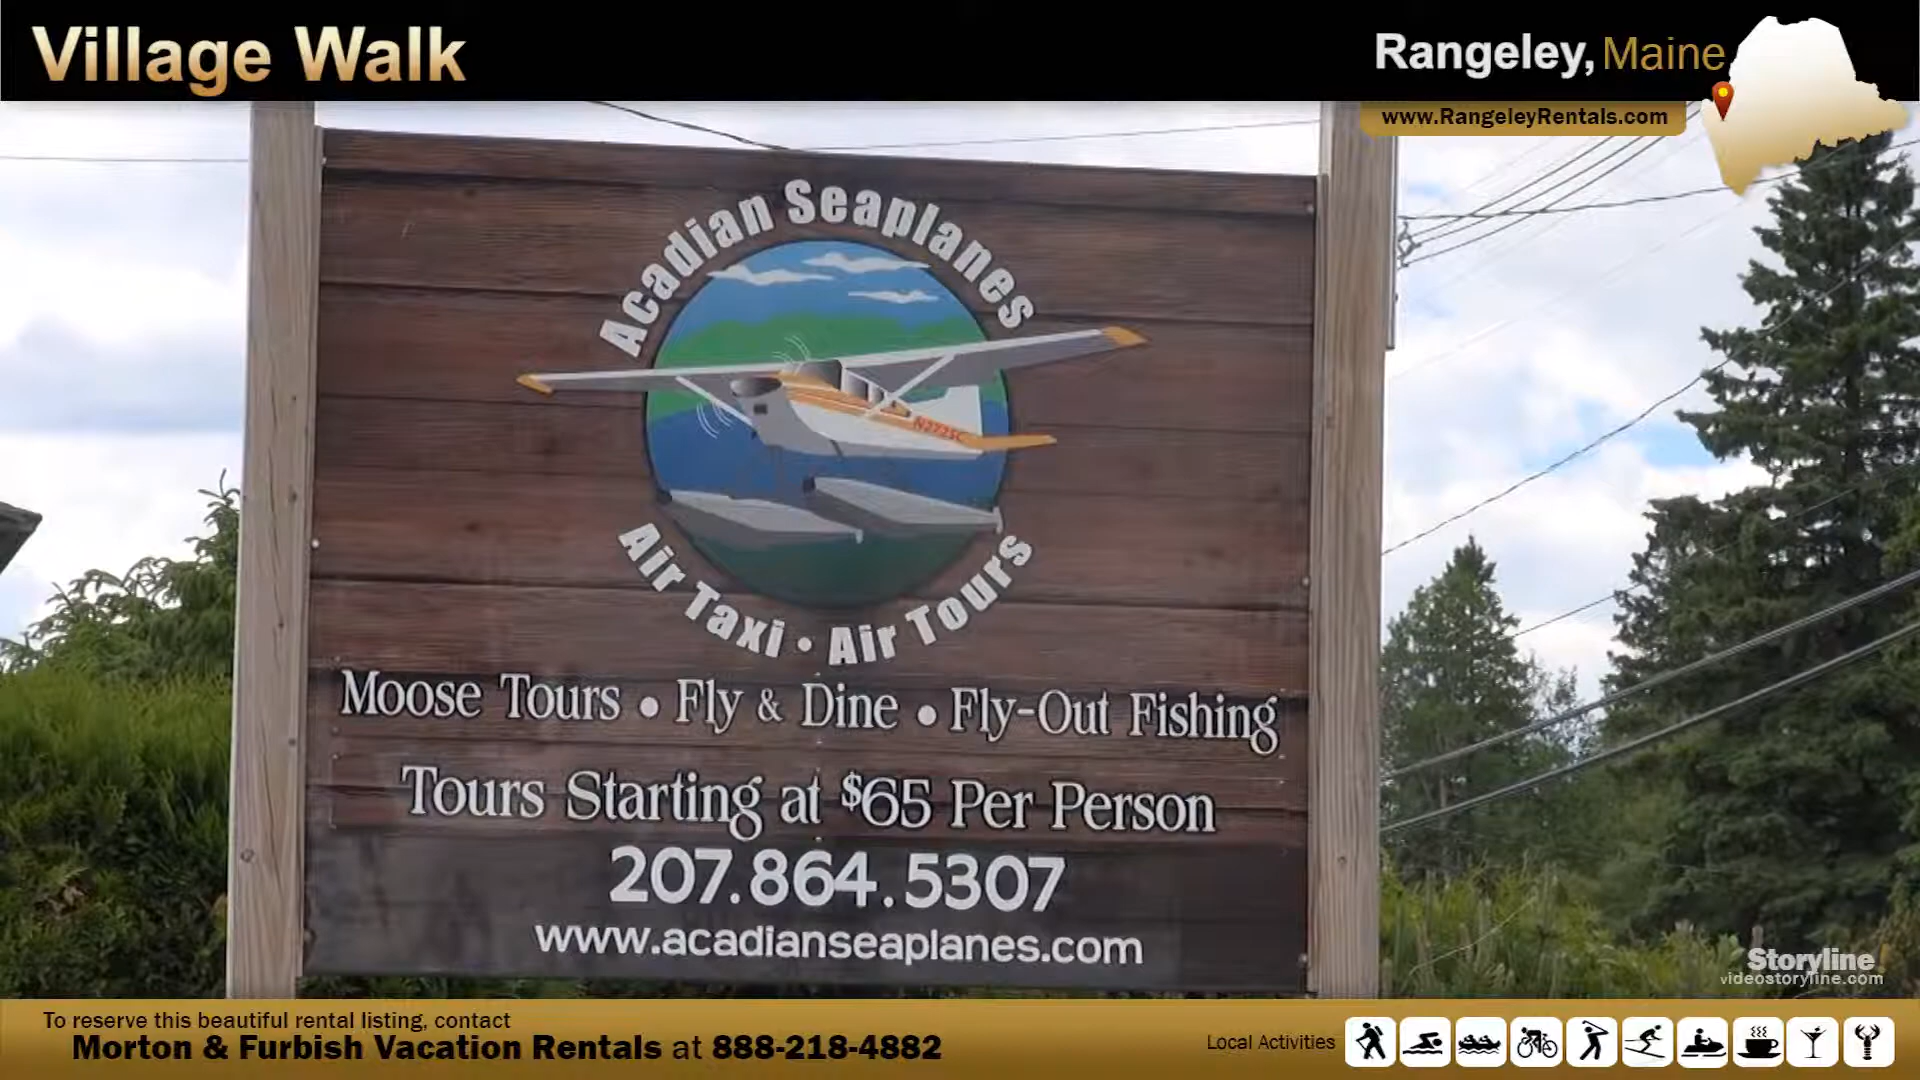 Village Walk
Rangeley, Maine
www.RangeleyRentals.com
Acadian Seaplanes
N272SC
Air Taxi • Air Tours
Moose Tours • Fly & Dine • Fly-Out Fishing
Tours Starting at $65 Per Person
207.864.5307
www.acadianseaplanes.com
Storyline
videostoryline.com
To reserve this beautiful rental listing, contact
Morton & Furbish Vacation Rentals at 888-218-4882
Local Activities